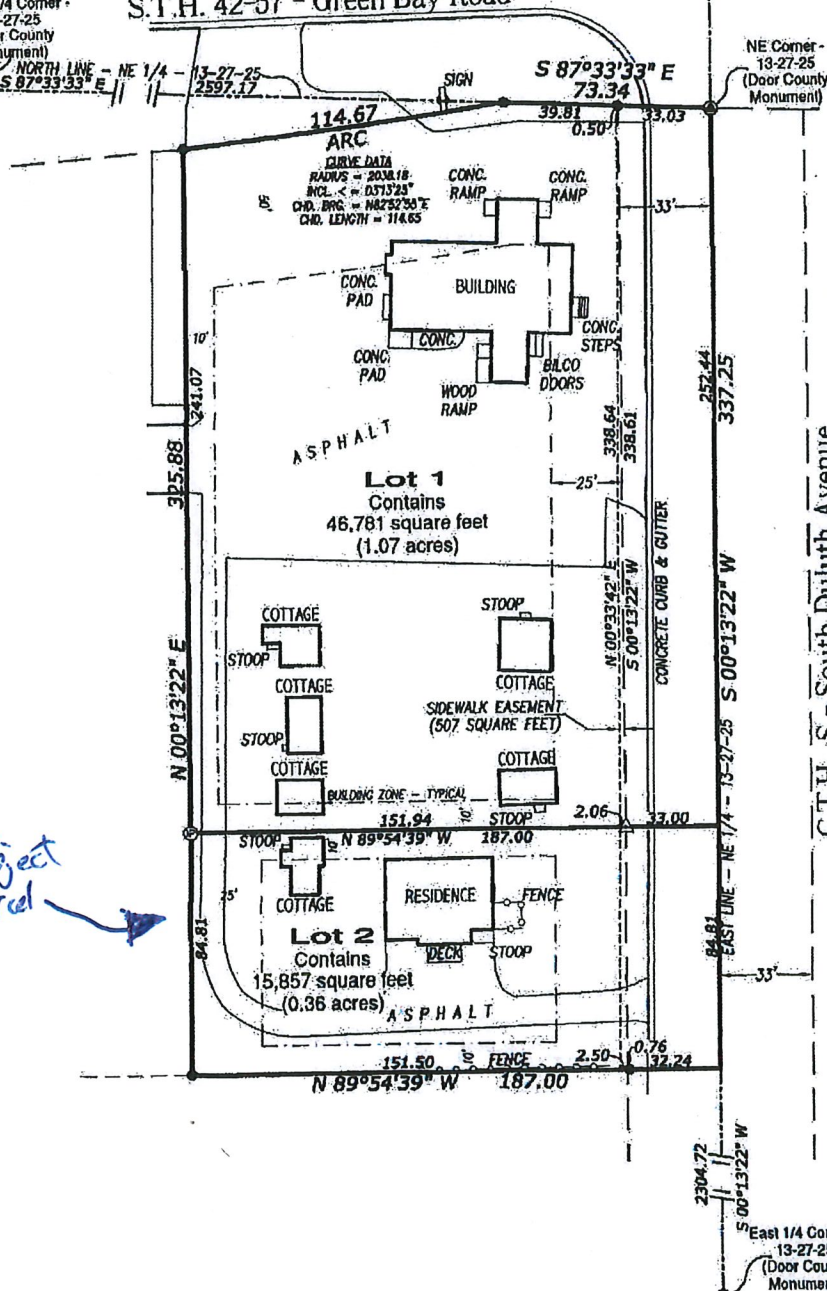 1/4 Corner -
S.T.H. 42-57 - Green Bay Road
-27-25
r County
nument)
NORTH LINE - NE 1/4 - 13-27-25
S 87°33'33" E
2597.17
SIGN
S 87°33'33" E
73.34
NE Corner -
13-27-25
(Door County
Monument)
114.67
ARC
39.81
0.50
33.03
CURVE DATA
RADIUS = 2038.18
INCL. < = 03°13'25"
CHD. BRG. = N82°52'55"E
CHD. LENGTH = 114.65
CONC.
RAMP
CONC.
RAMP
33'
BUILDING
CONC.
PAD
CONC.
STEPS
CONC.
CONC.
PAD
BILCO
DOORS
WOOD
RAMP
10'
241.07
325.88
252.44
337.25
338.64
338.61
ASPHALT
Lot 1
Contains
46,781 square feet
(1.07 acres)
25'
CONCRETE CURB & GUTTER
N 00°33'42" E
S 00°13'22" W
S 00°13'22" W
N 00°13'22" E
C.T.H. S - South Duluth Avenue
COTTAGE
STOOP
STOOP
COTTAGE
COTTAGE
STOOP
SIDEWALK EASEMENT
(507 SQUARE FEET)
COTTAGE
COTTAGE
BUILDING ZONE - TYPICAL
10'
STOOP
151.94
2.06
33.00
N 89°54'39" W
187.00
STOOP
10'
COTTAGE
RESIDENCE
FENCE
STOOP
DECK
25'
84.81
84.81
EAST LINE - NE 1/4 - 13-27-25
Lot 2
Contains
15,857 square feet
(0.36 acres)
ASPHALT
33'
151.50
10'
FENCE
2.50
0.76
32.24
N 89°54'39" W
187.00
2304.72
S 00°13'22" W
East 1/4 Cor
13-27-2
(Door Cou
Monume